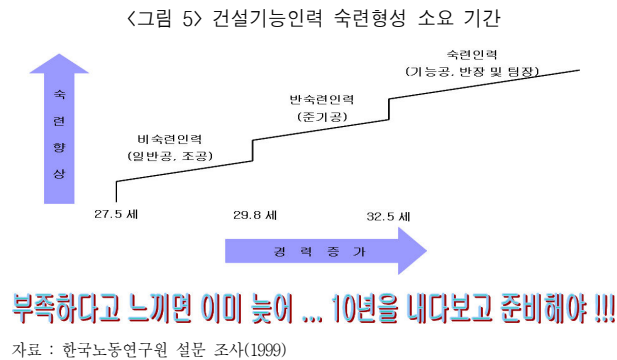 <그림 5> 건설기능인력 숙련형성 소요 기간
숙련인력
(기능공, 반장 및 팀장)
반숙련인력
(준기공)
비숙련인력
(일반공, 조공)
숙
련
향
상
27.5 세 29.8 세 32.5 세
경 력 증 가
부족하다고 느끼면 이미 늦어 ... 10년을 내다보고 준비해야 !!!
자료 : 한국노동연구원 설문 조사(1999)